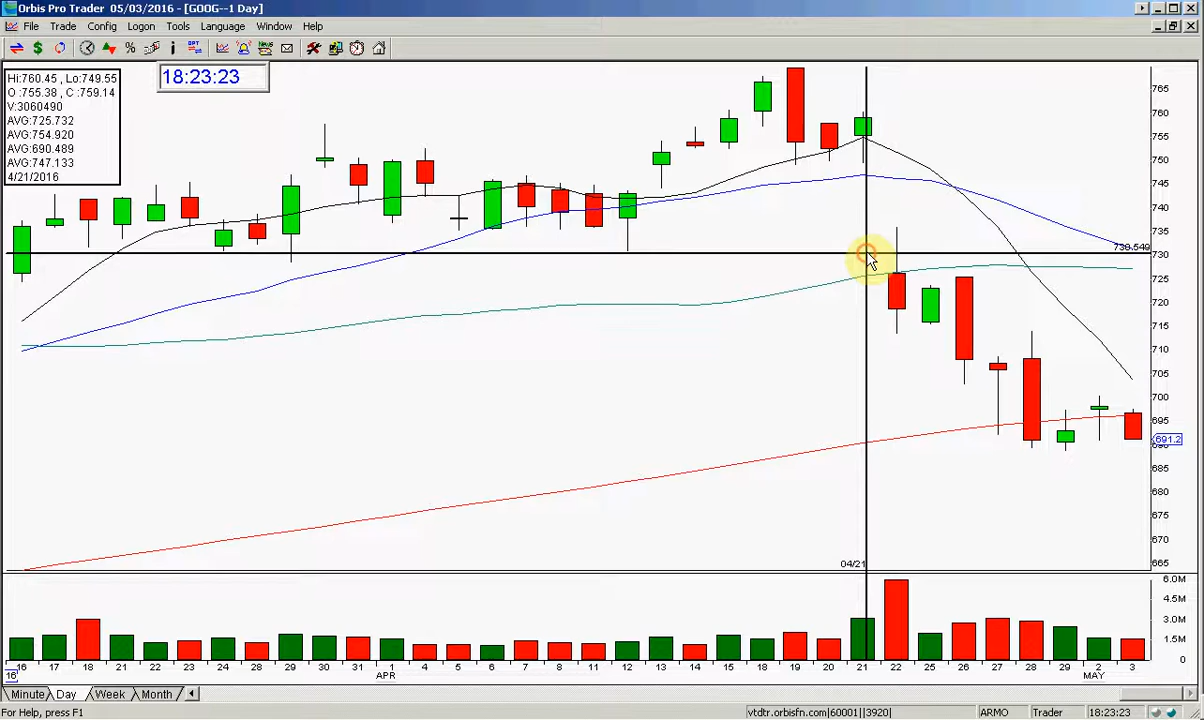 Orbis Pro Trader 05/03/2016 - [GOOG--1 Day]
File Trade Config Logon Tools Language Window Help
18:23:23
Hi:760.45 , Lo:749.55
O :755.38 , C :759.14
V:3060490
AVG:725.732
AVG:754.920
AVG:690.489
AVG:747.133
4/21/2016
765
760
755
750
745
740
735
730.549
730
725
720
715
710
705
700
695
691.2
685
680
675
670
665
04/21
6.0M
4.5M
3.0M
1.5M
0
16 17 18 21 22 23 24 28 29 30 31 1 4 5 6 7 8 11 12 13 14 15 18 19 20 21 22 25 26 27 28 29 2 3
16 APR MAY
Minute Day Week Month
For Help, press F1 vtdtr.orbisfn.com|60001||3920| ARMO Trader 18:23:23